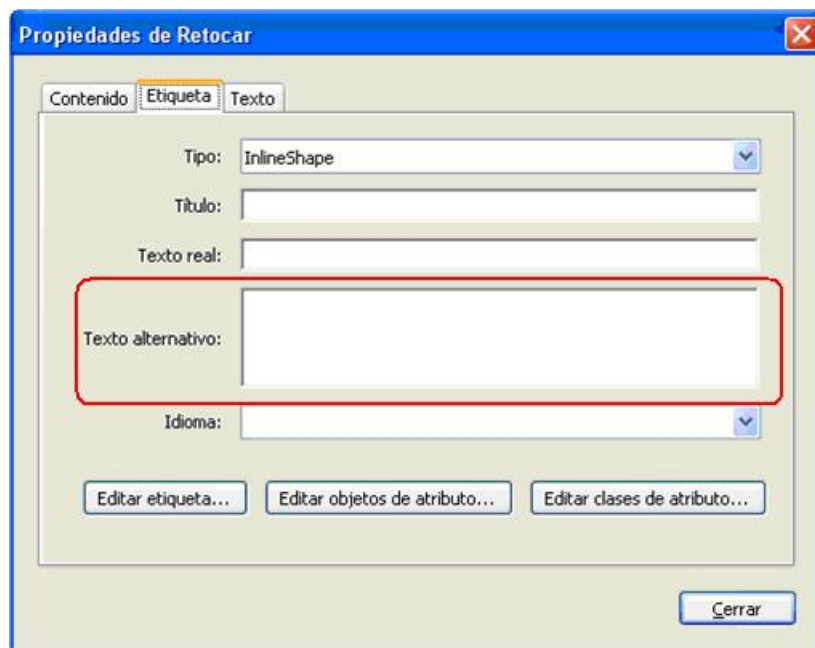 Propiedades de Retocar
Contenido Etiqueta Texto
Tipo: InlineShape
Título:
Texto real:
Texto alternativo:
Idioma:
Editar etiqueta... Editar objetos de atributo... Editar clases de atributo...
Cerrar